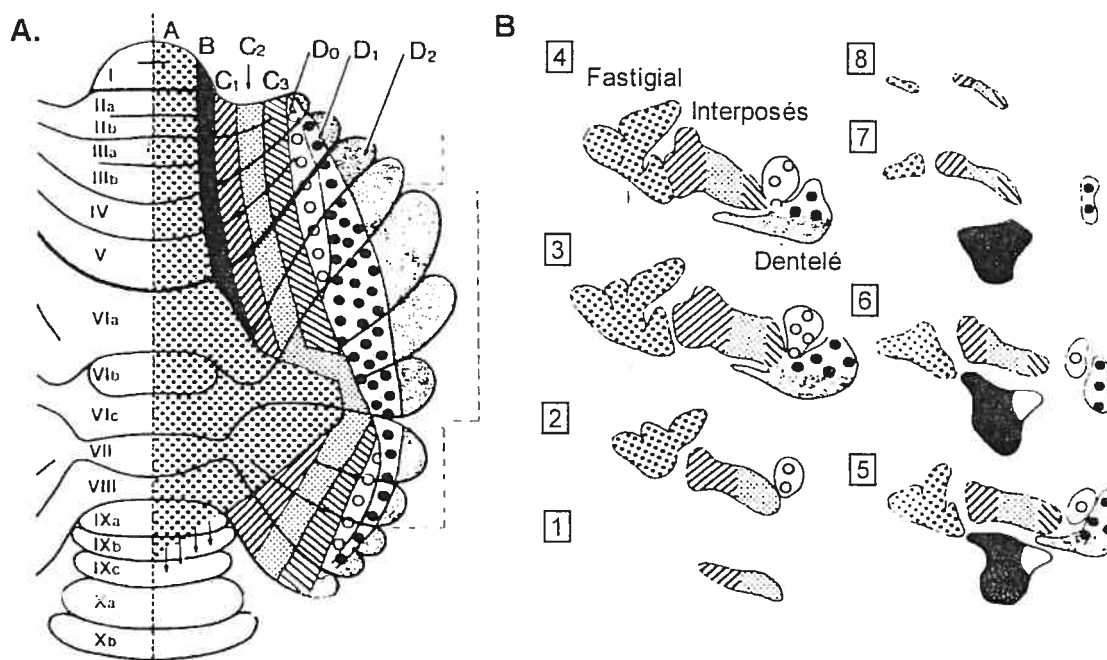 A.
A
B
C2
C1
C3
D0
D1
D2
I
IIa
IIb
IIIa
IIIb
IV
V
VIa
VIb
VIc
VII
VIII
IXa
IXb
IXc
Xa
Xb
B
4
Fastigial
Interposés
Dentelé
3
2
1
8
7
6
5